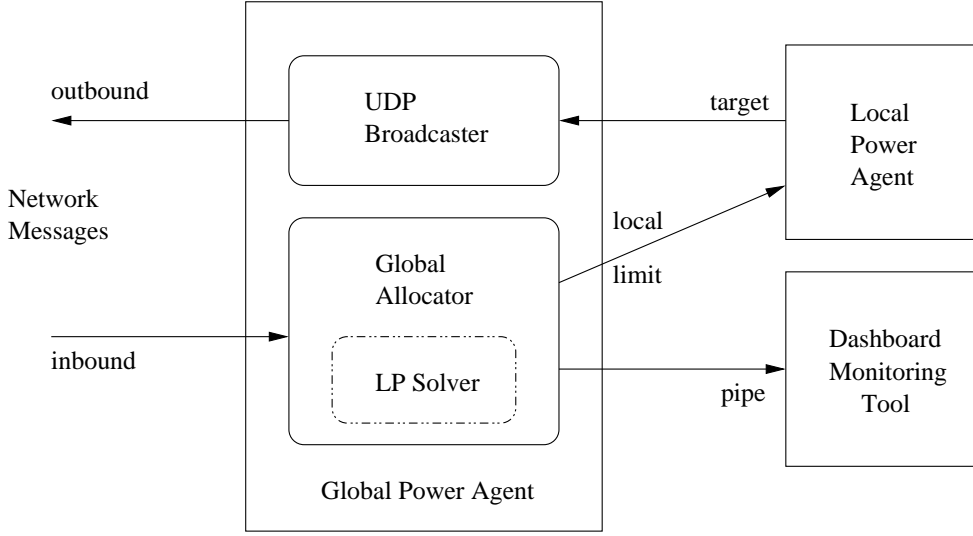 outbound
UDP
Broadcaster
target
Local
Power
Agent
Network
Messages
local
limit
Global
Allocator
inbound
LP Solver
pipe
Dashboard
Monitoring
Tool
Global Power Agent